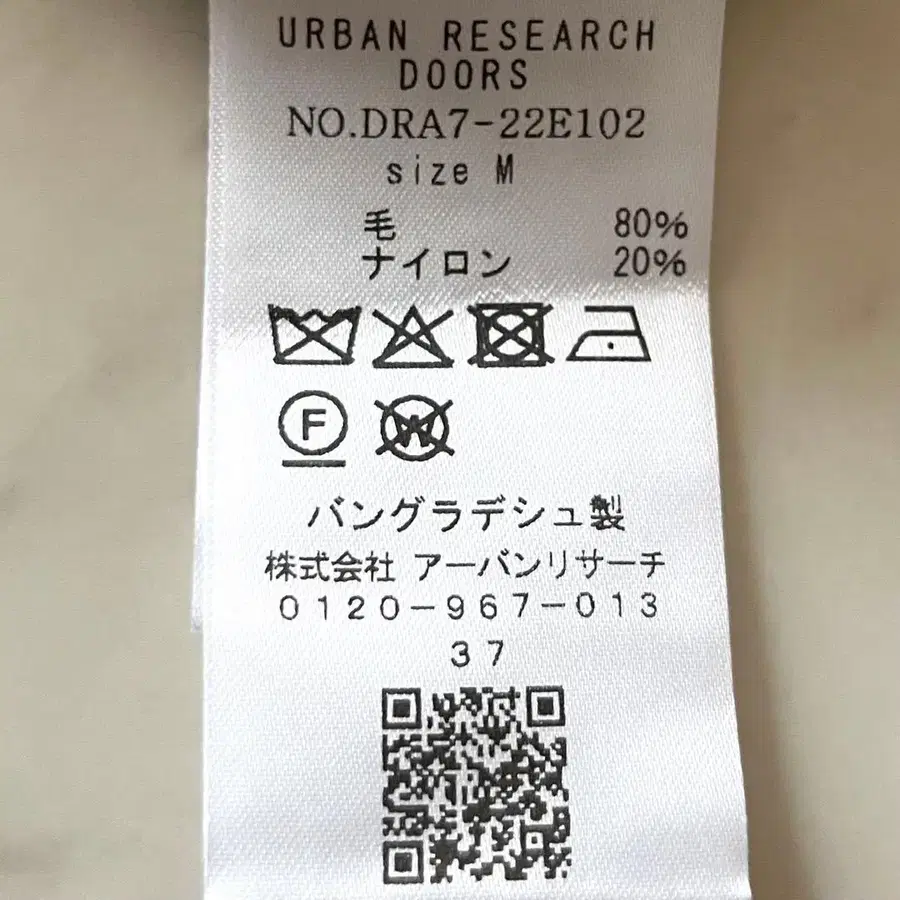 URBAN RESEARCH
DOORS
NO.DRA7-22E102
size M
毛 80%
ナイロン 20%
F W
バングラデシュ製
株式会社 アーバンリサーチ
0120-967-013
37